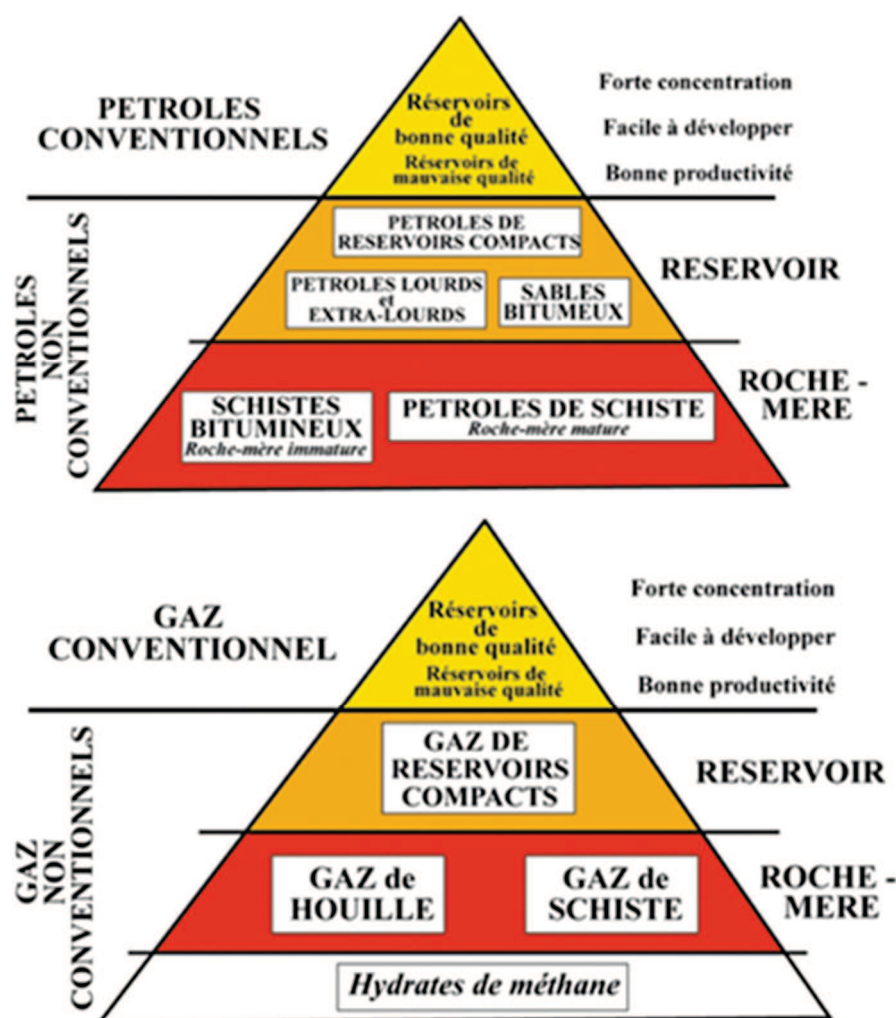 PETROLES
CONVENTIONNELS
Réservoirs
de
bonne qualité
Réservoirs de
mauvaise qualité
Forte concentration
Facile à développer
Bonne productivité
PETROLES
NON
CONVENTIONNELS
PETROLES DE
RESERVOIRS COMPACTS
PETROLES LOURDS
et
EXTRA-LOURDS
SABLES
BITUMEUX
RESERVOIR
SCHISTES
BITUMINEUX
Roche-mère immature
PETROLES DE SCHISTE
Roche-mère mature
ROCHE -
MERE
GAZ
CONVENTIONNEL
Réservoirs
de
bonne qualité
Réservoirs de
mauvaise qualité
Forte concentration
Facile à développer
Bonne productivité
GAZ
NON
CONVENTIONNELS
GAZ DE
RESERVOIRS
COMPACTS
RESERVOIR
GAZ de
HOUILLE
GAZ de
SCHISTE
ROCHE -
MERE
Hydrates de méthane